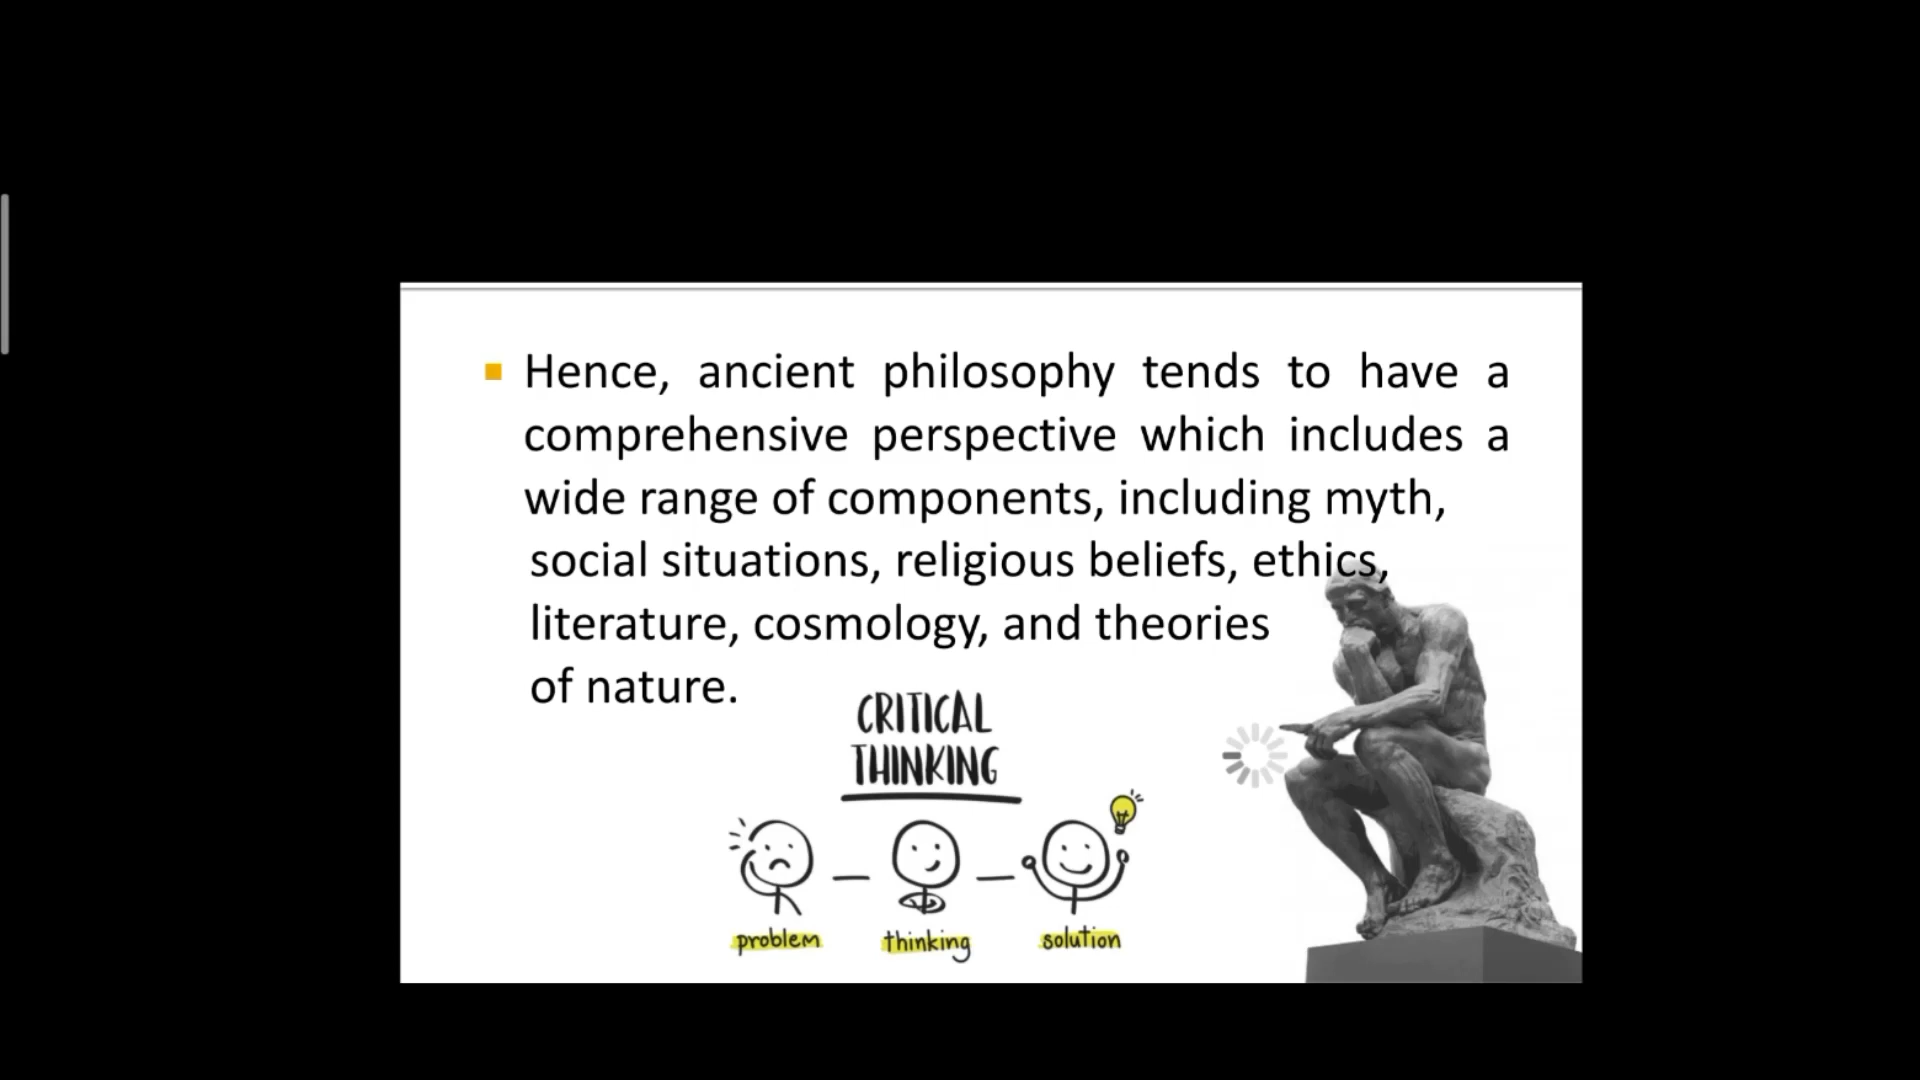 Hence, ancient philosophy tends to have a
comprehensive perspective which includes a
wide range of components, including myth,
social situations, religious beliefs, ethics,
literature, cosmology, and theories
of nature.
CRITICAL
THINKING
problem thinking solution